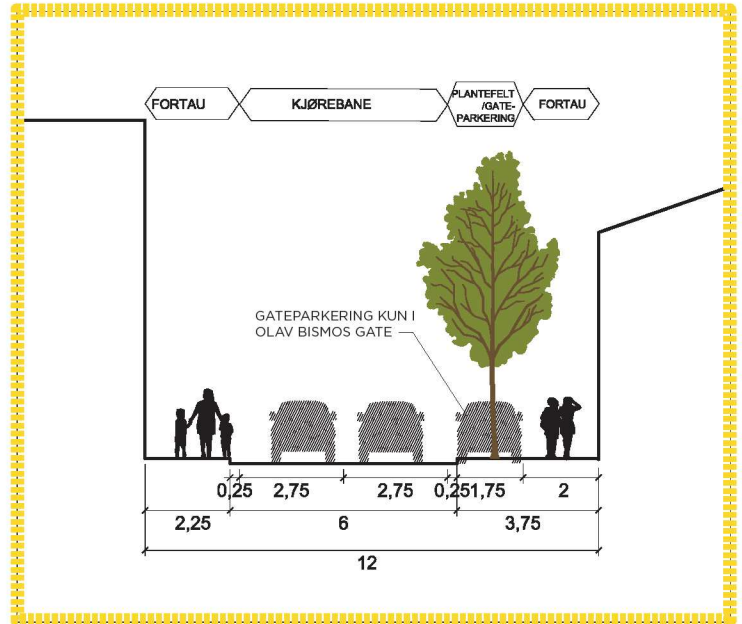 FORTAU
KJØREBANE
PLANTEFELT
/GATE-
PARKERING
FORTAU
GATEPARKERING KUN I
OLAV BISMOS GATE
0,25 2,75 2,75 0,25 1,75 2
2,25 6 3,75
12